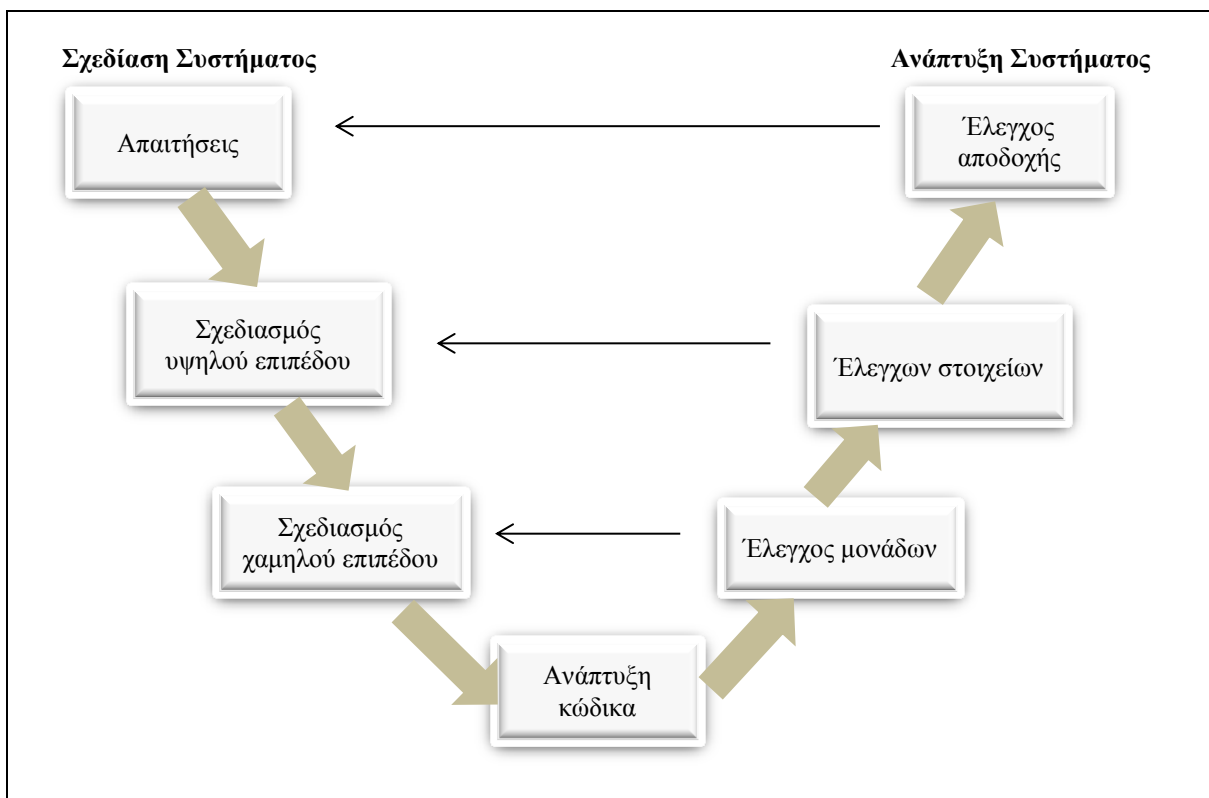 Σχεδίαση Συστήματος
Ανάπτυξη Συστήματος
Απαιτήσεις
Έλεγχος
αποδοχής
Σχεδιασμός
υψηλού επιπέδου
Έλεγχων στοιχείων
Σχεδιασμός
χαμηλού επιπέδου
Έλεγχος μονάδων
Ανάπτυξη
κώδικα